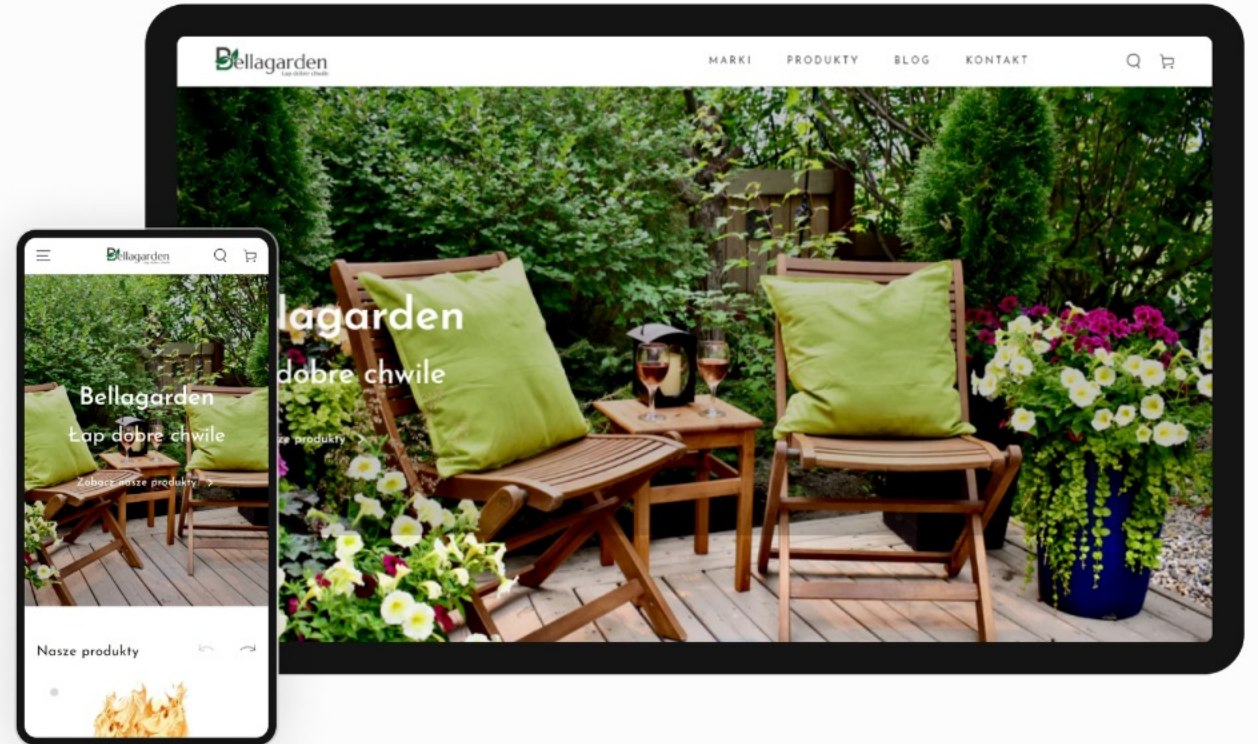 Bellagarden
Łap dobre chwile
MARKI PRODUKTY BLOG KONTAKT
lagarden
dobre chwile
ze produkty
Bellagarden
Bellagarden
Łap dobre chwile
Zobacz nasze produkty
Nasze produkty